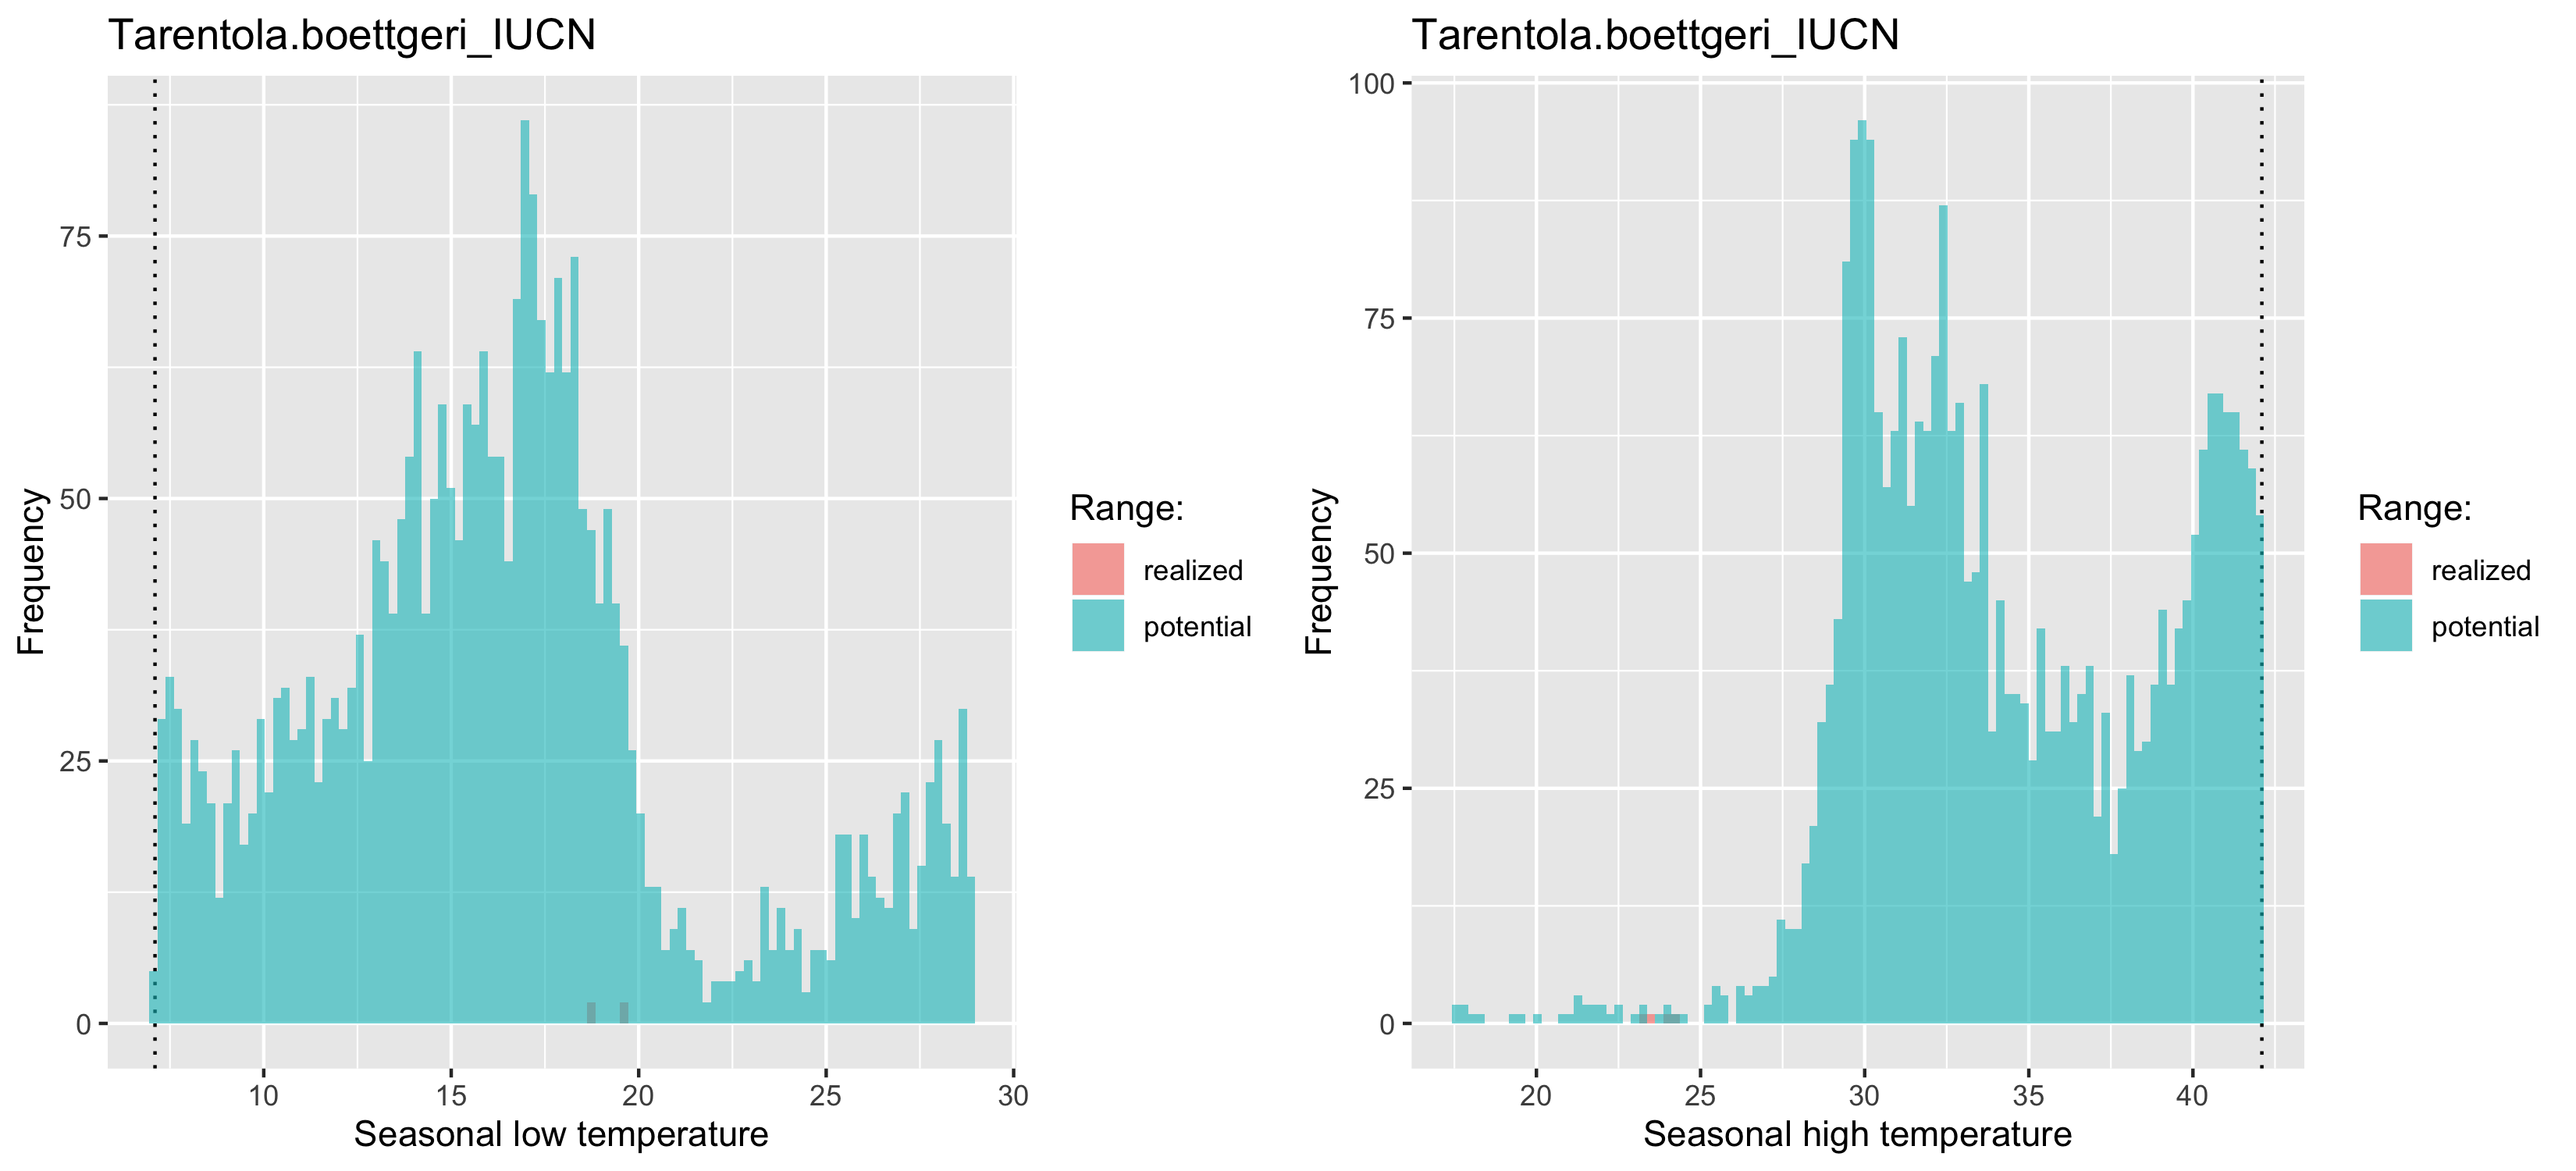 Tarentola.boettgeri_IUCN
Frequency
75
50
25
0
10
15
20
25
30
Seasonal low temperature
Range:
realized
potential
Tarentola.boettgeri_IUCN
Frequency
100
75
50
25
0
20
25
30
35
40
Seasonal high temperature
Range:
realized
potential